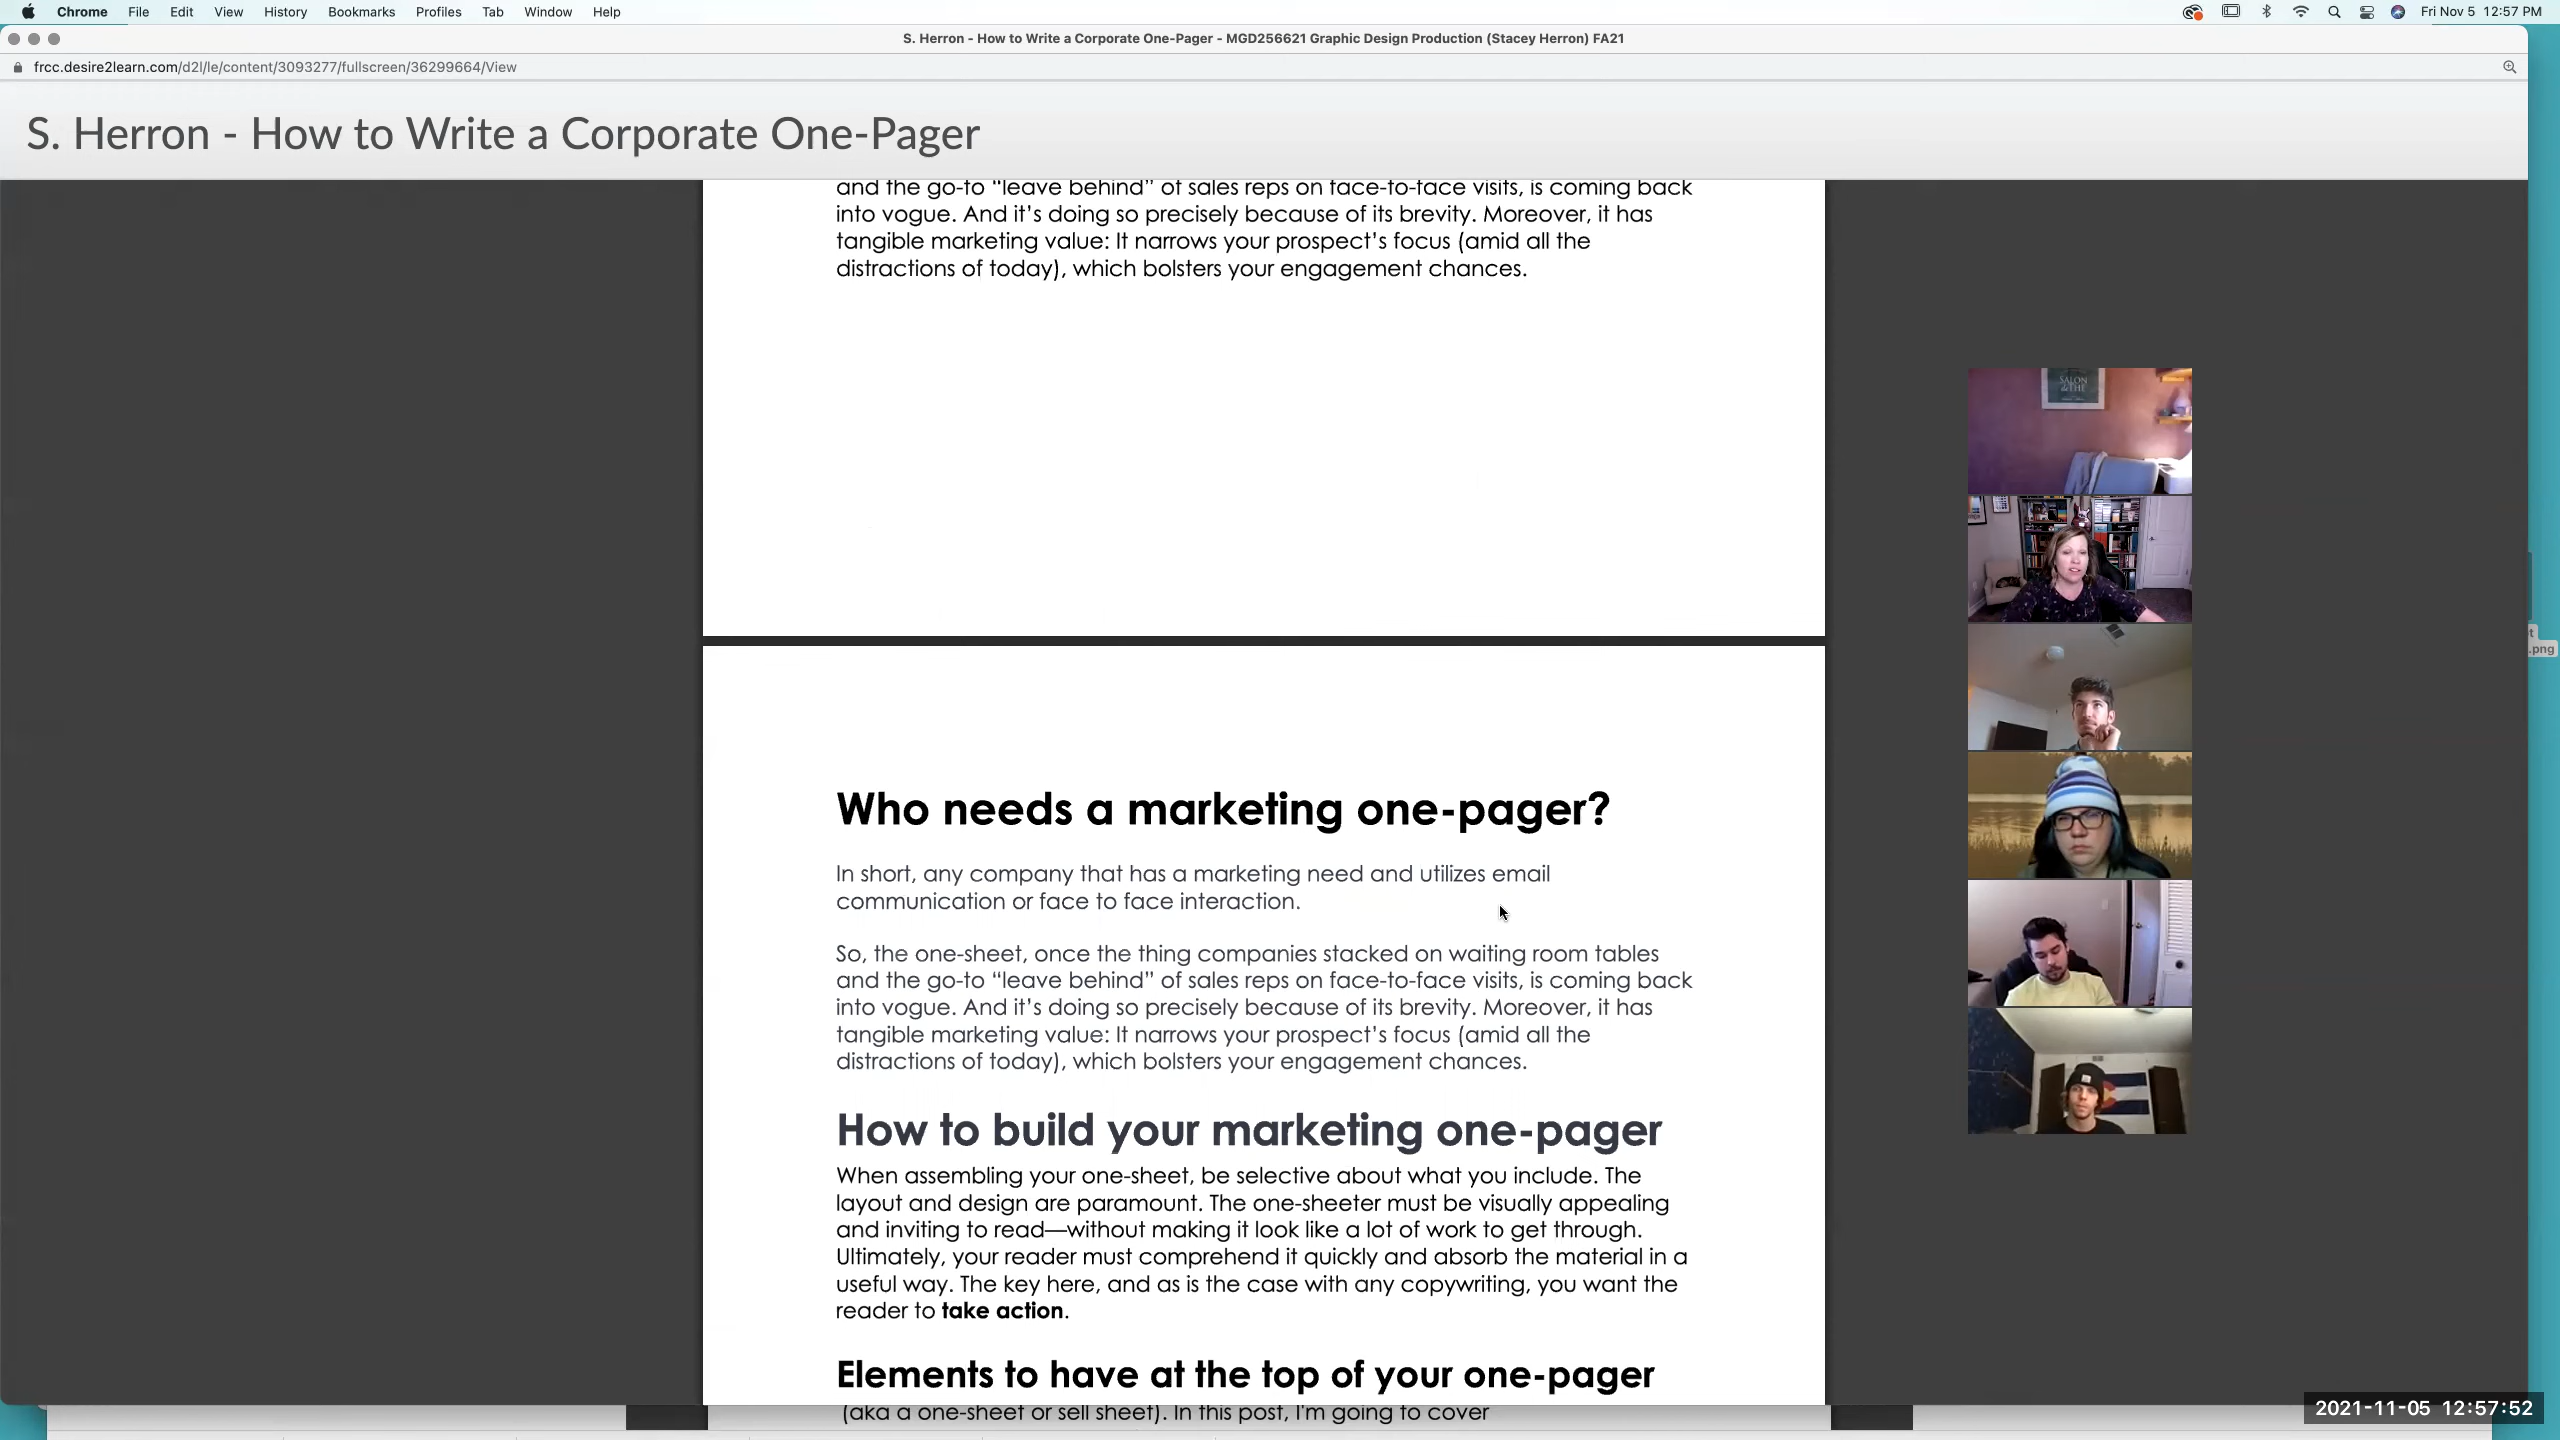 Chrome File Edit View History Bookmarks Profiles Tab Window Help Fri Nov 5 12:57 PM
S. Herron - How to Write a Corporate One-Pager - MGD256621 Graphic Design Production (Stacey Herron) FA21
frcc.desire2learn.com/d2l/le/content/3093277/fullscreen/36299664/View
S. Herron - How to Write a Corporate One-Pager
and the go-to “leave behind” of sales reps on face-to-face visits, is coming back
into vogue. And it’s doing so precisely because of its brevity. Moreover, it has
tangible marketing value: It narrows your prospect’s focus (amid all the
distractions of today), which bolsters your engagement chances.
SALON
t
.png
Who needs a marketing one-pager?
In short, any company that has a marketing need and utilizes email
communication or face to face interaction.
So, the one-sheet, once the thing companies stacked on waiting room tables
and the go-to “leave behind” of sales reps on face-to-face visits, is coming back
into vogue. And it’s doing so precisely because of its brevity. Moreover, it has
tangible marketing value: It narrows your prospect’s focus (amid all the
distractions of today), which bolsters your engagement chances.
How to build your marketing one-pager
When assembling your one-sheet, be selective about what you include. The
layout and design are paramount. The one-sheeter must be visually appealing
and inviting to read—without making it look like a lot of work to get through.
Ultimately, your reader must comprehend it quickly and absorb the material in a
useful way. The key here, and as is the case with any copywriting, you want the
reader to take action.
Elements to have at the top of your one-pager
(aka a one-sheet or sell sheet). In this post, I'm going to cover
2021-11-05 12:57:52